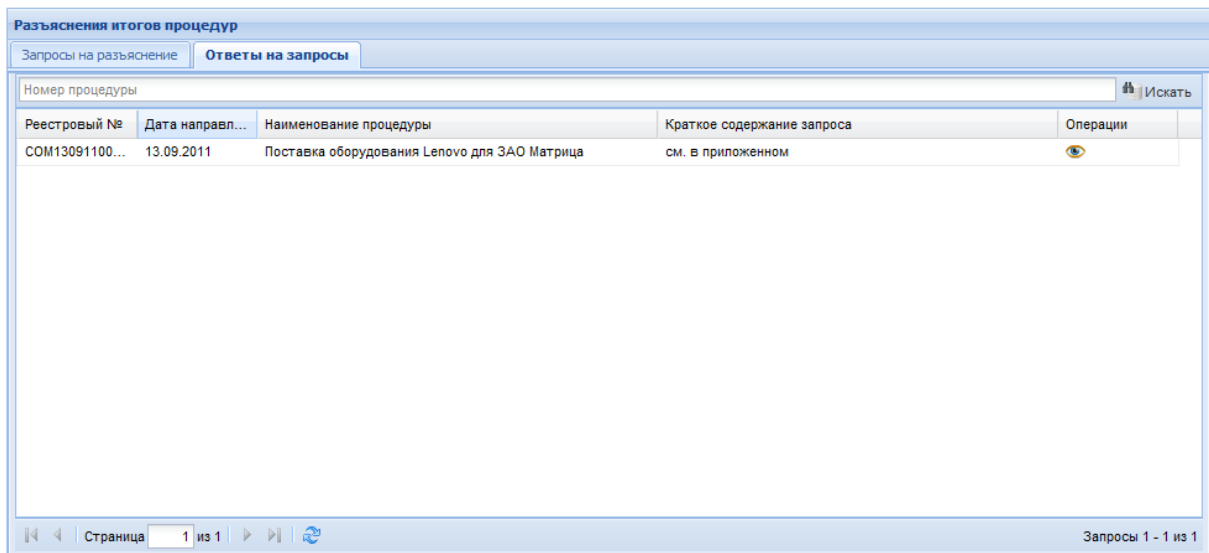 Разъяснения итогов процедур
Запросы на разъяснение Ответы на запросы
Номер процедуры Искать
Реестровый № Дата направл... Наименование процедуры Краткое содержание запроса Операции
COM13091100... 13.09.2011 Поставка оборудования Lenovo для ЗАО Матрица см. в приложенном
Страница 1 из 1 Запросы 1 - 1 из 1